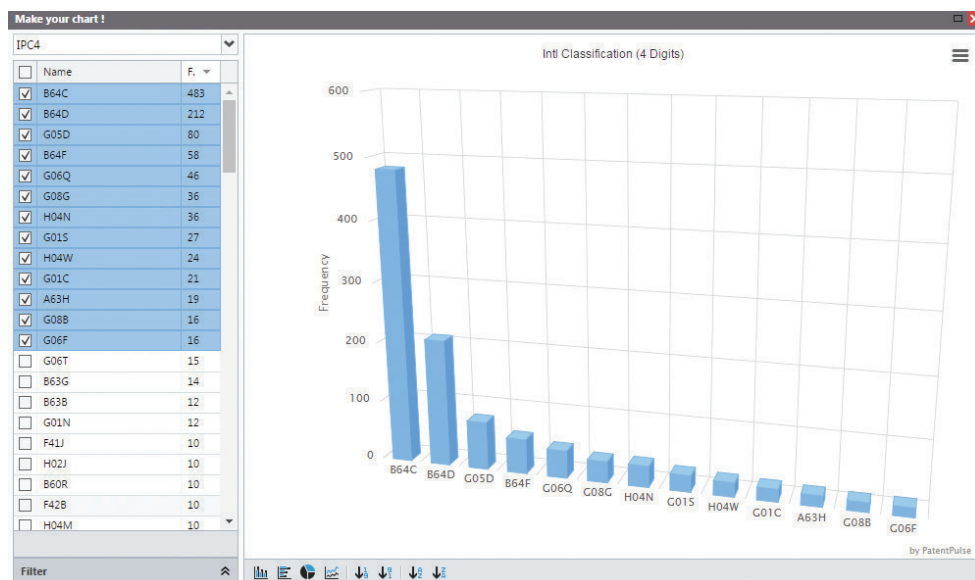 Make your chart !
IPC4
Name F.
B64C 483
B64D 212
G05D 80
B64F 58
G06Q 46
G08G 36
H04N 36
G01S 27
H04W 24
G01C 21
A63H 19
G08B 16
G06F 16
G06T 15
B63G 14
B63B 12
G01N 12
F41J 10
H02J 10
B60R 10
F42B 10
H04M 10
Filter
Intl Classification (4 Digits)
600
500
400
300
200
100
0
Frequency
B64C B64D G05D B64F G06Q G08G H04N G01S H04W G01C A63H G08B G06F
by PatentPulse